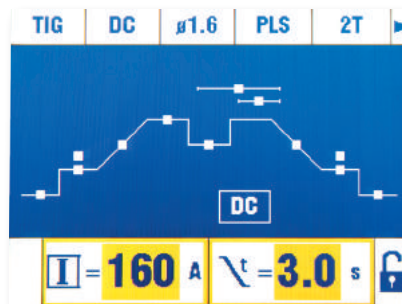 TIG DC ø1.6 PLS 2T
DC
I = 160 A t = 3.0 s